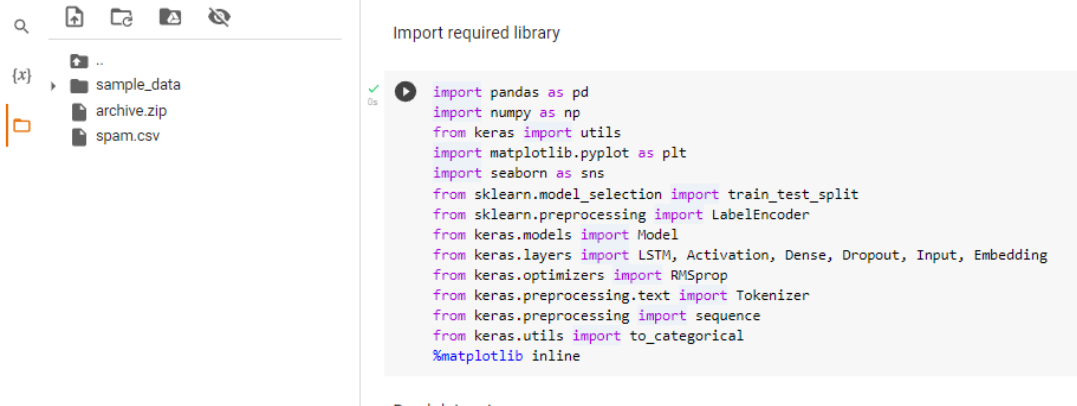 Import required library
{x}
..
sample_data
archive.zip
spam.csv
0s
import pandas as pd
import numpy as np
from keras import utils
import matplotlib.pyplot as plt
import seaborn as sns
from sklearn.model_selection import train_test_split
from sklearn.preprocessing import LabelEncoder
from keras.models import Model
from keras.layers import LSTM, Activation, Dense, Dropout, Input, Embedding
from keras.optimizers import RMSprop
from keras.preprocessing.text import Tokenizer
from keras.preprocessing import sequence
from keras.utils import to_categorical
%matplotlib inline